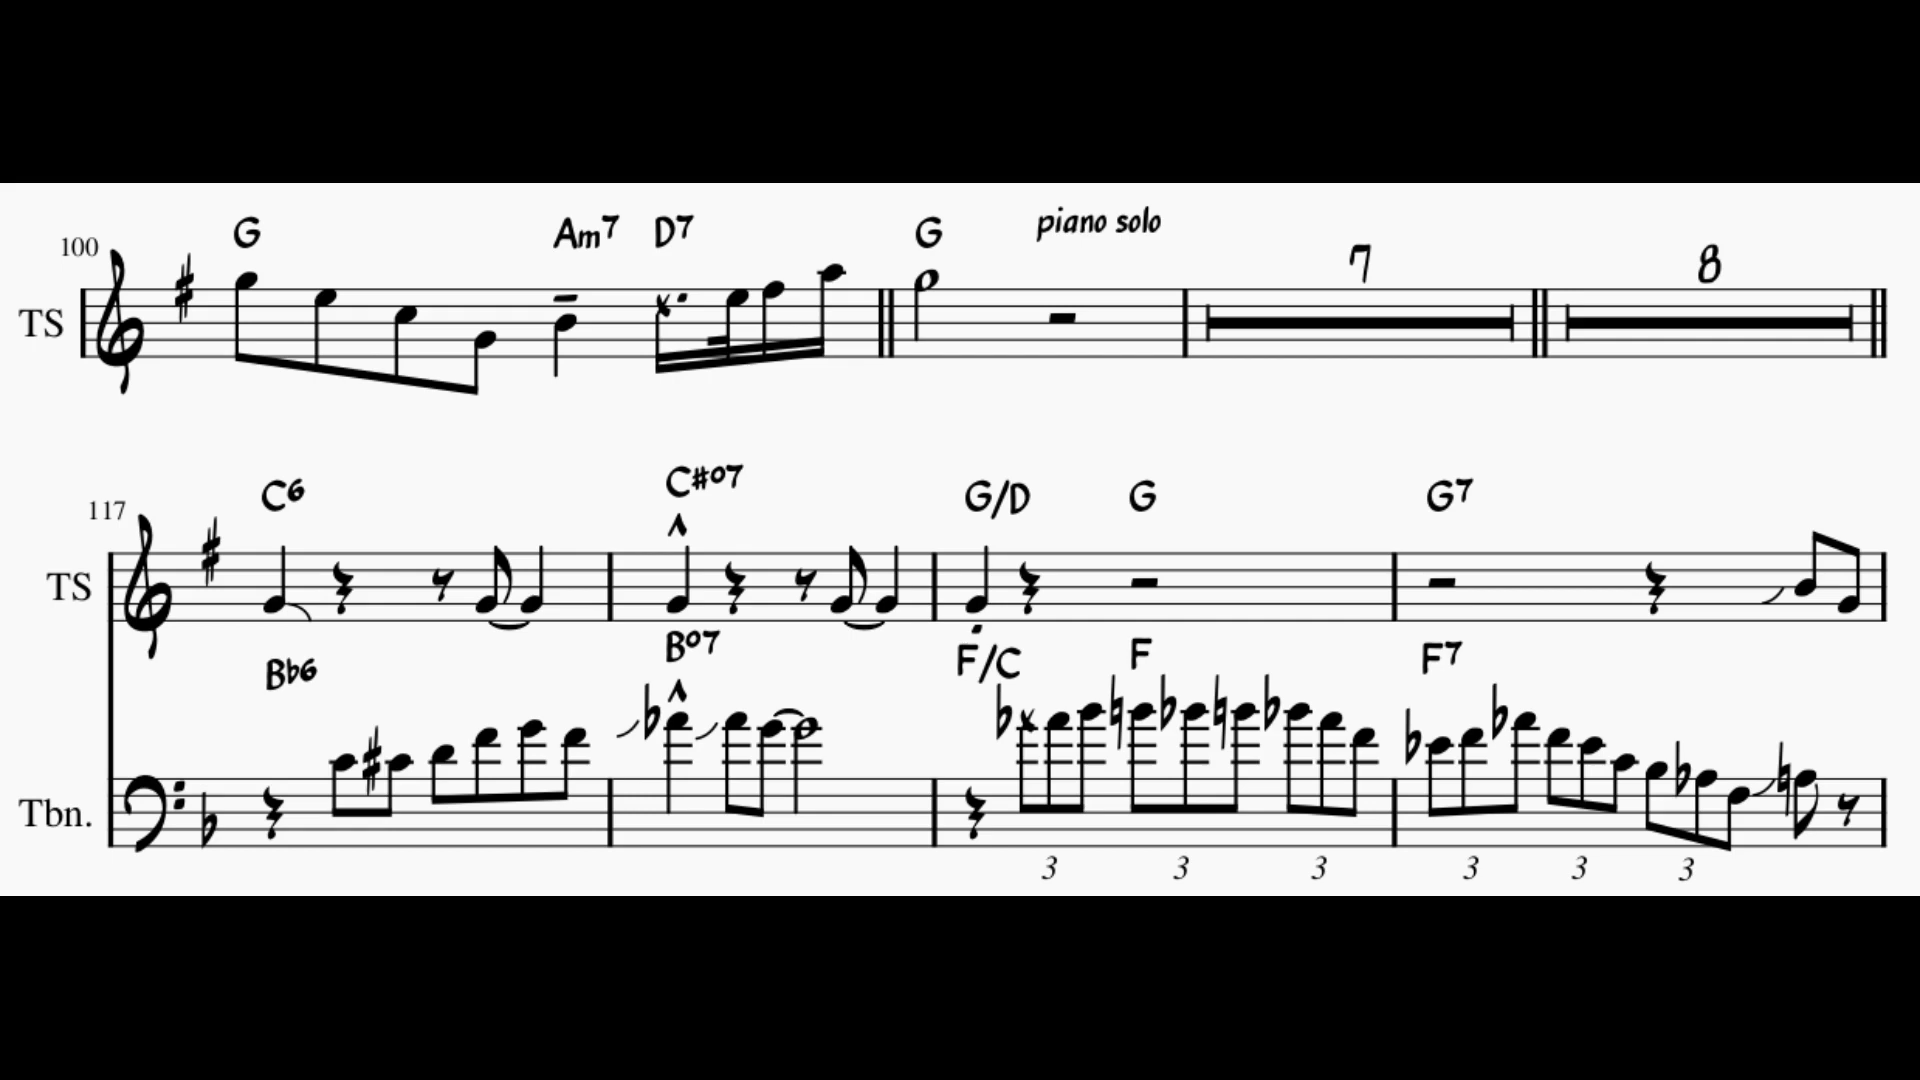 G Am7 D7 G piano solo
100 7 8
TS
C6 C#o7 G/D G G7
117
TS
Bb6 Bo7 F/C F F7
Tbn.
3 3 3 3 3 3